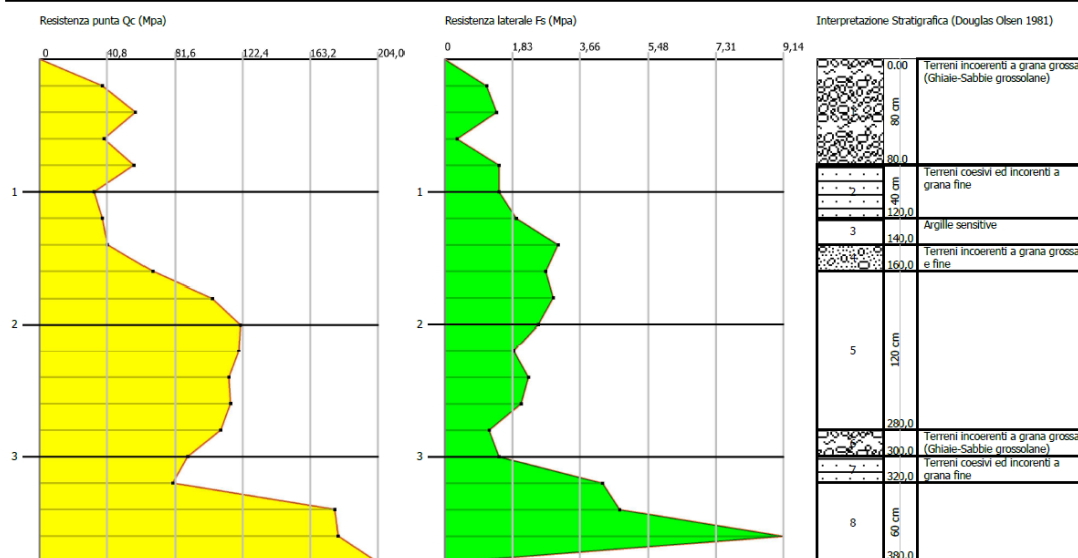 Resistenza punta Qc (Mpa)
0 40,8 81,6 122,4 163,2 204,0
1
2
3
Resistenza laterale Fs (Mpa)
0 1,83 3,66 5,48 7,31 9,14
1
2
3
Interpretazione Stratigrafica (Douglas Olsen 1981)
1 80 cm 0.00 Terreni incoerenti a grana grossa
(Ghiaie-Sabbie grossolane)
80.0
2 40 cm Terreni coesivi ed incorenti a
grana fine
120,0
3 Argille sensitive
140,0
4 Terreni incoerenti a grana grossa
e fine
160,0
5 120 cm
280,0
Terreni incoerenti a grana grossa
(Ghiaie-Sabbie grossolane)
300,0
7 Terreni coesivi ed incorenti a
grana fine
320,0
8 60 cm
380,0